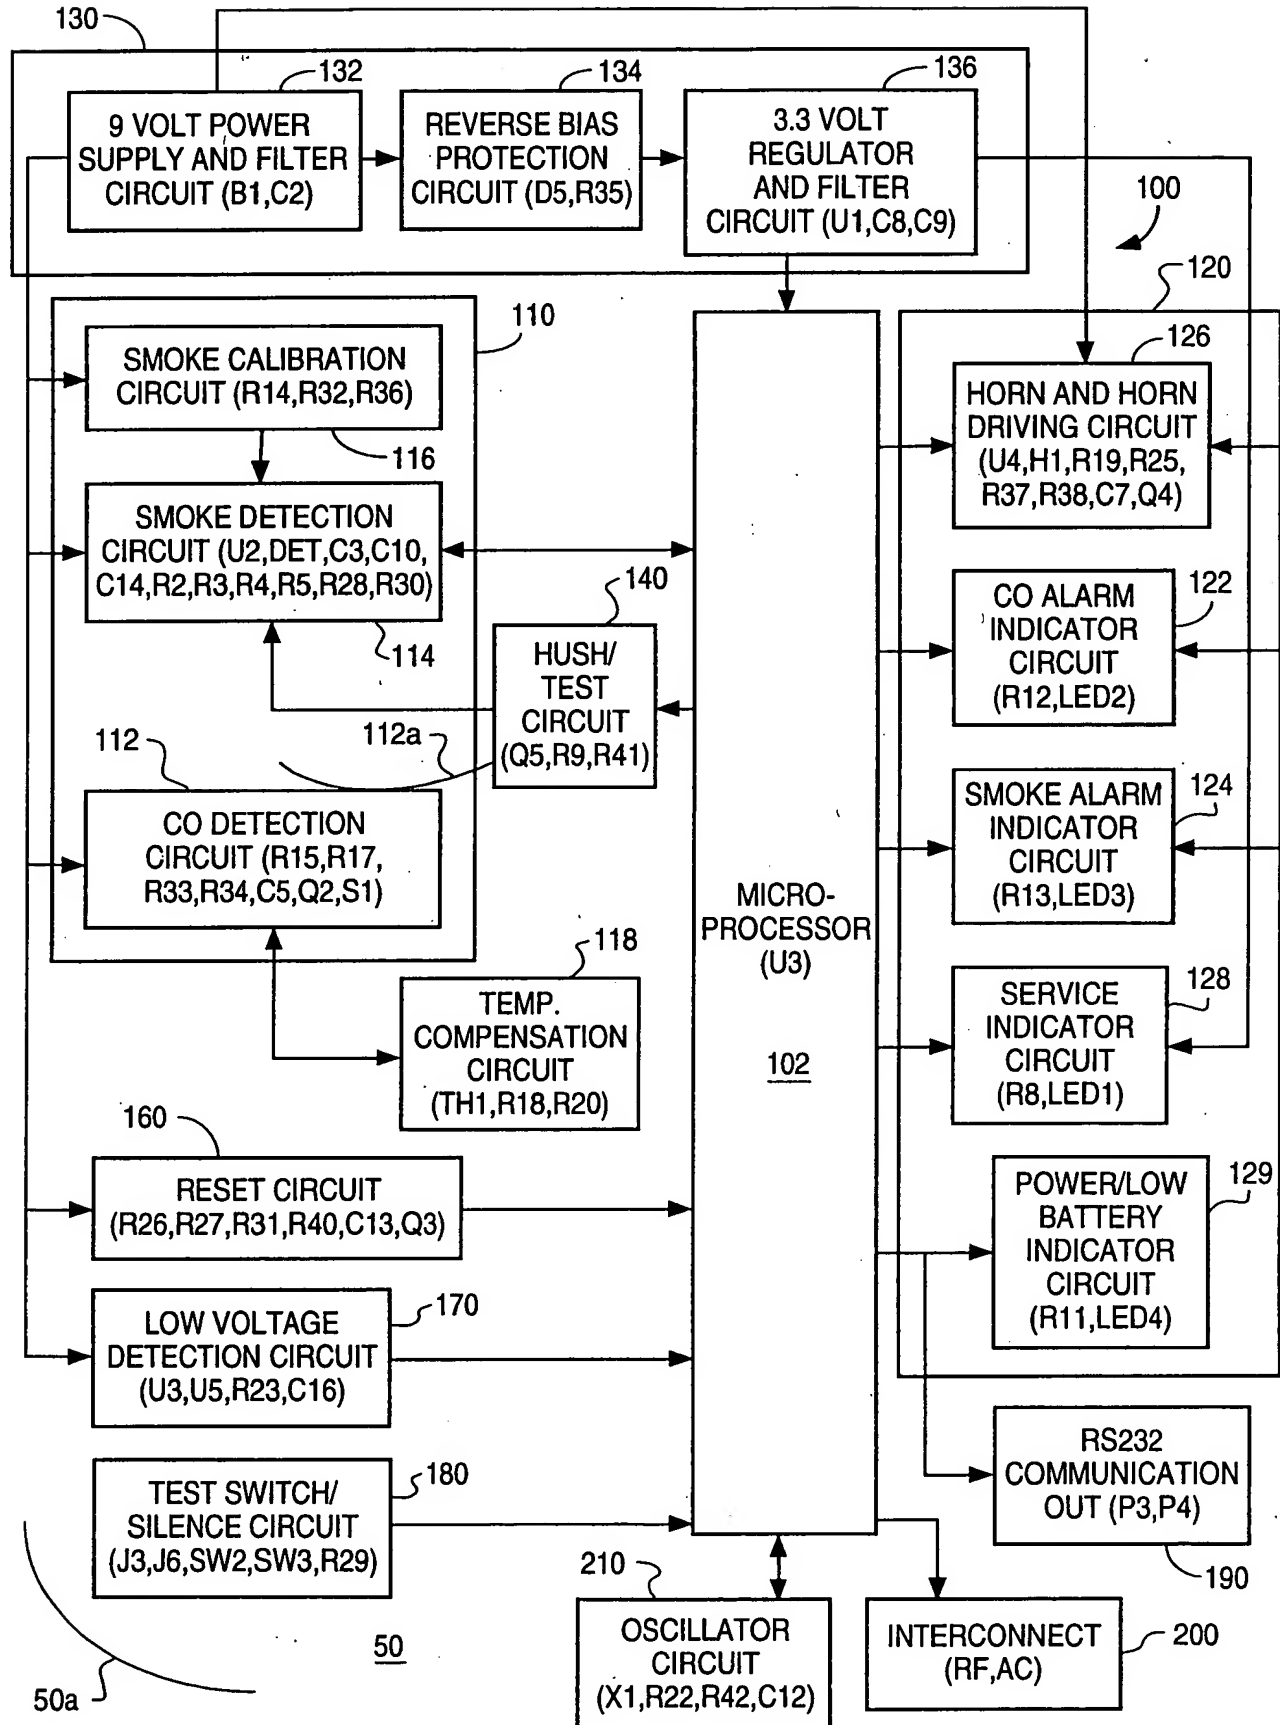 130
132
134
136
9 VOLT POWER
SUPPLY AND FILTER
CIRCUIT (B1,C2)
REVERSE BIAS
PROTECTION
CIRCUIT (D5,R35)
3.3 VOLT
REGULATOR
AND FILTER
CIRCUIT (U1,C8,C9)
100
120
110
SMOKE CALIBRATION
CIRCUIT (R14,R32,R36)
116
126
HORN AND HORN
DRIVING CIRCUIT
(U4,H1,R19,R25,
R37,R38,C7,Q4)
SMOKE DETECTION
CIRCUIT (U2,DET,C3,C10,
C14,R2,R3,R4,R5,R28,R30)
114
140
HUSH/
TEST
CIRCUIT
(Q5,R9,R41)
122
CO ALARM
INDICATOR
CIRCUIT
(R12,LED2)
112
112a
CO DETECTION
CIRCUIT (R15,R17,
R33,R34,C5,Q2,S1)
124
SMOKE ALARM
INDICATOR
CIRCUIT
(R13,LED3)
MICRO-
PROCESSOR
(U3)
102
118
TEMP.
COMPENSATION
CIRCUIT
(TH1,R18,R20)
128
SERVICE
INDICATOR
CIRCUIT
(R8,LED1)
160
RESET CIRCUIT
(R26,R27,R31,R40,C13,Q3)
129
POWER/LOW
BATTERY
INDICATOR
CIRCUIT
(R11,LED4)
170
LOW VOLTAGE
DETECTION CIRCUIT
(U3,U5,R23,C16)
RS232
COMMUNICATION
OUT (P3,P4)
190
180
TEST SWITCH/
SILENCE CIRCUIT
(J3,J6,SW2,SW3,R29)
210
OSCILLATOR
CIRCUIT
(X1,R22,R42,C12)
INTERCONNECT
(RF,AC)
200
50
50a